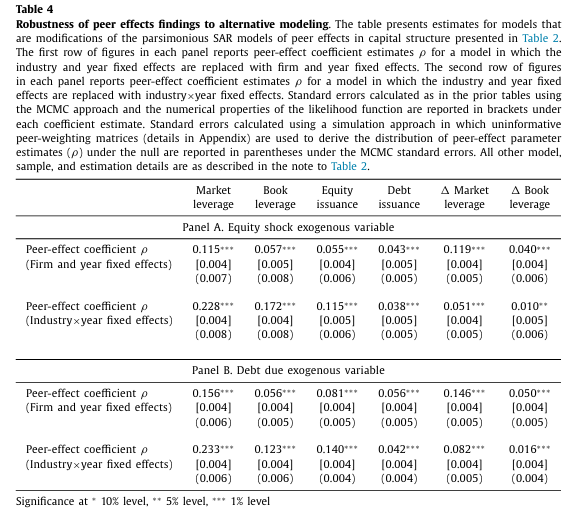 Table 4
Robustness of peer effects findings to alternative modeling. The table presents estimates for models that
are modifications of the parsimonious SAR models of peer effects in capital structure presented in Table 2.
The first row of figures in each panel reports peer-effect coefficient estimates ρ for a model in which the
industry and year fixed effects are replaced with firm and year fixed effects. The second row of figures
in each panel reports peer-effect coefficient estimates ρ for a model in which the industry and year fixed
effects are replaced with industry×year fixed effects. Standard errors calculated as in the prior tables using
the MCMC approach and the numerical properties of the likelihood function are reported in brackets under
each coefficient estimate. Standard errors calculated using a simulation approach in which uninformative
peer-weighting matrices (details in Appendix) are used to derive the distribution of peer-effect parameter
estimates (ρ) under the null are reported in parentheses under the MCMC standard errors. All other model,
sample, and estimation details are as described in the note to Table 2.
Market Book Equity Debt Δ Market Δ Book
leverage leverage issuance issuance leverage leverage
Panel A. Equity shock exogenous variable
Peer-effect coefficient ρ 0.115*** 0.057*** 0.055*** 0.043*** 0.119*** 0.040***
(Firm and year fixed effects) [0.004] [0.005] [0.004] [0.005] [0.004] [0.004]
(0.007) (0.008) (0.006) (0.005) (0.005) (0.006)
Peer-effect coefficient ρ 0.228*** 0.172*** 0.115*** 0.038*** 0.051*** 0.010**
(Industry×year fixed effects) [0.004] [0.004] [0.005] [0.005] [0.004] [0.005]
(0.008) (0.008) (0.006) (0.005) (0.005) (0.006)
Panel B. Debt due exogenous variable
Peer-effect coefficient ρ 0.156*** 0.056*** 0.081*** 0.056*** 0.146*** 0.050***
(Firm and year fixed effects) [0.004] [0.004] [0.004] [0.004] [0.004] [0.004]
(0.006) (0.005) (0.005) (0.005) (0.005) (0.005)
Peer-effect coefficient ρ 0.233*** 0.123*** 0.140*** 0.042*** 0.082*** 0.016***
(Industry×year fixed effects) [0.004] [0.004] [0.004] [0.004] [0.004] [0.004]
(0.006) (0.006) (0.004) (0.004) (0.005) (0.004)
Significance at * 10% level, ** 5% level, *** 1% level